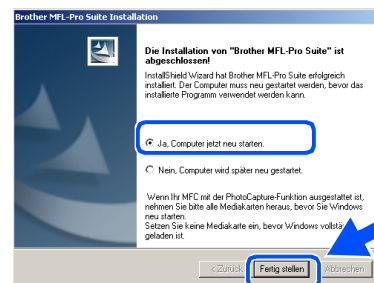 Brother MFL-Pro Suite Installation
Die Installation von "Brother MFL-Pro Suite" ist
abgeschlossen!
InstallShield Wizard hat Brother MFL-Pro Suite erfolgreich
installiert. Der Computer muss neu gestartet werden, bevor das
installierte Programm verwendet werden kann.
Ja, Computer jetzt neu starten.
Nein, Computer wird später neu gestartet.
Wenn Ihr MFC mit der PhotoCapture-Funktion ausgestattet ist,
nehmen Sie bitte alle Mediakarten heraus, bevor Sie Windows
neu starten.
Setzen Sie keine Mediakarte ein, bevor Windows vollstä
geladen ist.
< Zurück Fertig stellen Abbrechen